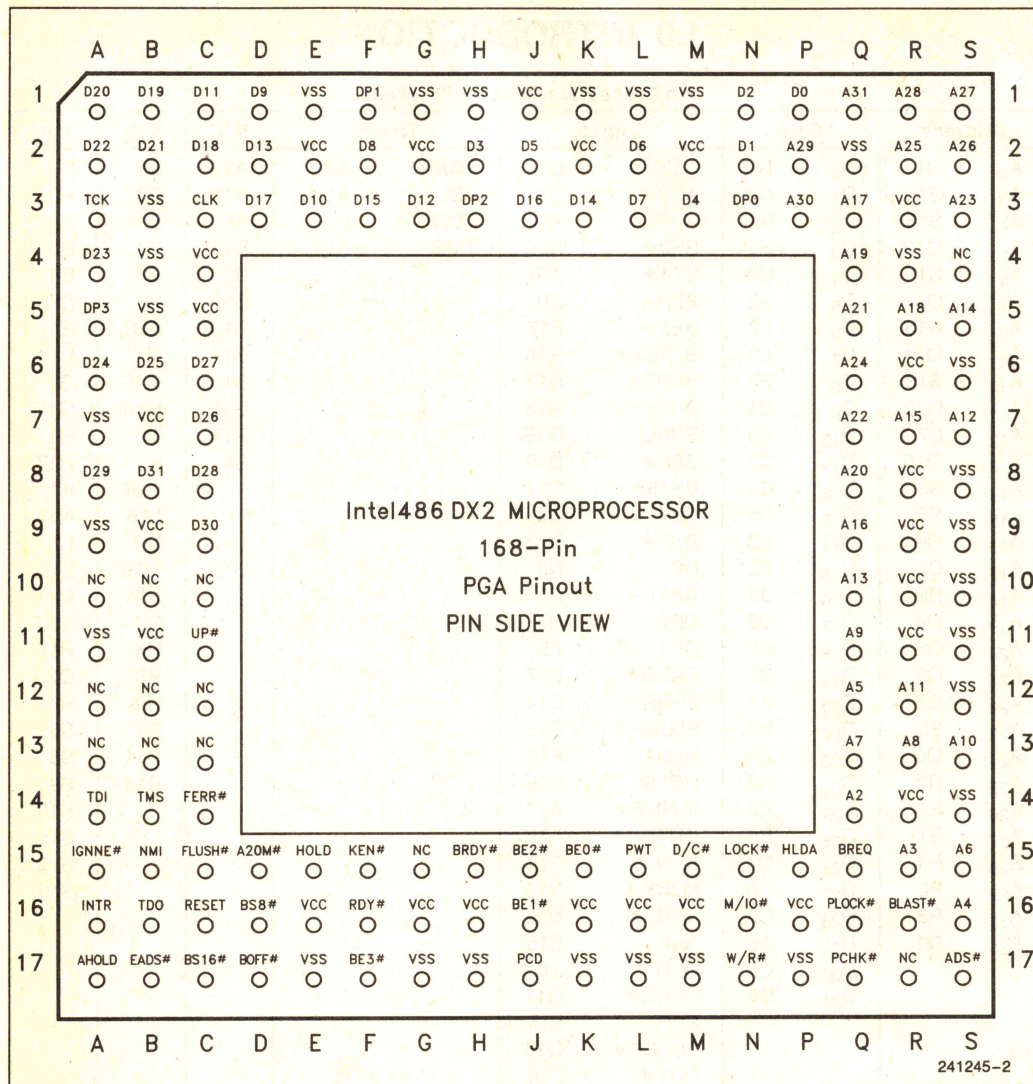 A B C D E F G H J K L M N P Q R S
1 D20 D19 D11 D9 VSS DP1 VSS VSS VCC VSS VSS VSS D2 D0 A31 A28 A27 1
2 D22 D21 D18 D13 VCC D8 VCC D3 D5 VCC D6 VCC D1 A29 VSS A25 A26 2
3 TCK VSS CLK D17 D10 D15 D12 DP2 D16 D14 D7 D4 DP0 A30 A17 VCC A23 3
4 D23 VSS VCC A19 VSS NC 4
5 DP3 VSS VCC A21 A18 A14 5
6 D24 D25 D27 A24 VCC VSS 6
7 VSS VCC D26 A22 A15 A12 7
8 D29 D31 D28 A20 VCC VSS 8
Intel486 DX2 MICROPROCESSOR
9 VSS VCC D30 A16 VCC VSS 9
168-Pin
10 NC NC NC A13 VCC VSS 10
PGA Pinout
11 VSS VCC UP# A9 VCC VSS 11
PIN SIDE VIEW
12 NC NC NC A5 A11 VSS 12
13 NC NC NC A7 A8 A10 13
14 TDI TMS FERR# A2 VCC VSS 14
15 IGNNE# NMI FLUSH# A20M# HOLD KEN# NC BRDY# BE2# BE0# PWT D/C# LOCK# HLDA BREQ A3 A6 15
16 INTR TDO RESET BS8# VCC RDY# VCC VCC BE1# VCC VCC VCC M/IO# VCC PLOCK# BLAST# A4 16
17 AHOLD EADS# BS16# BOFF# VSS BE3# VSS VSS PCD VSS VSS VSS W/R# VSS PCHK# NC ADS# 17
A B C D E F G H J K L M N P Q R S
241245-2